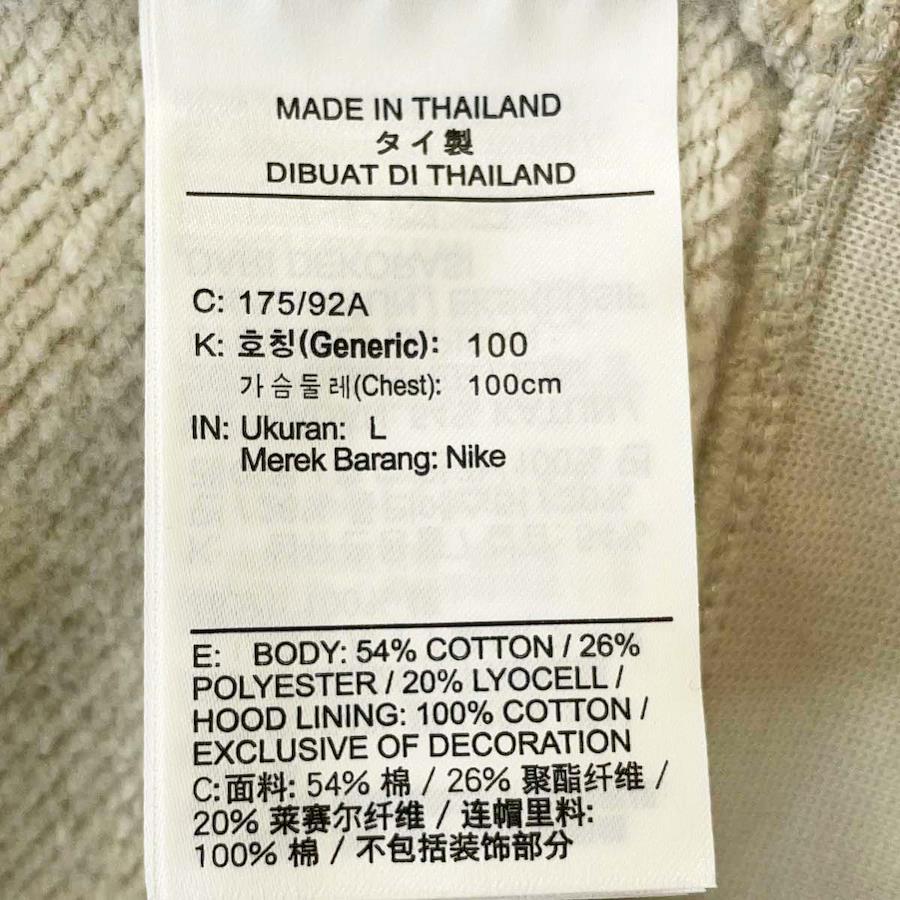 MADE IN THAILAND
タイ製
DIBUAT DI THAILAND
C: 175/92A
K: 호칭(Generic): 100
가슴둘레(Chest): 100cm
IN: Ukuran: L
Merek Barang: Nike
E: BODY: 54% COTTON / 26%
POLYESTER / 20% LYOCELL /
HOOD LINING: 100% COTTON /
EXCLUSIVE OF DECORATION
C:面料: 54% 棉 / 26% 聚酯纤维 /
20% 莱赛尔纤维 / 连帽里料:
100% 棉 / 不包括装饰部分